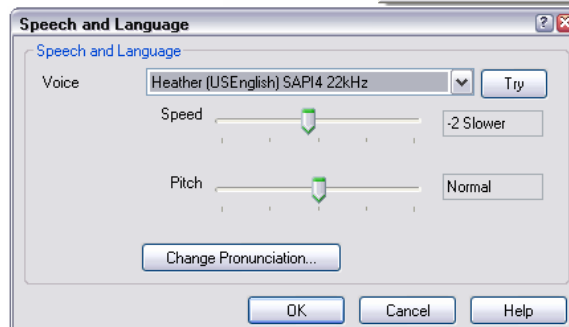 Speech and Language
Speech and Language
Voice Heather (USEnglish) SAPI4 22kHz Try
Speed -2 Slower
Pitch Normal
Change Pronunciation...
OK Cancel Help